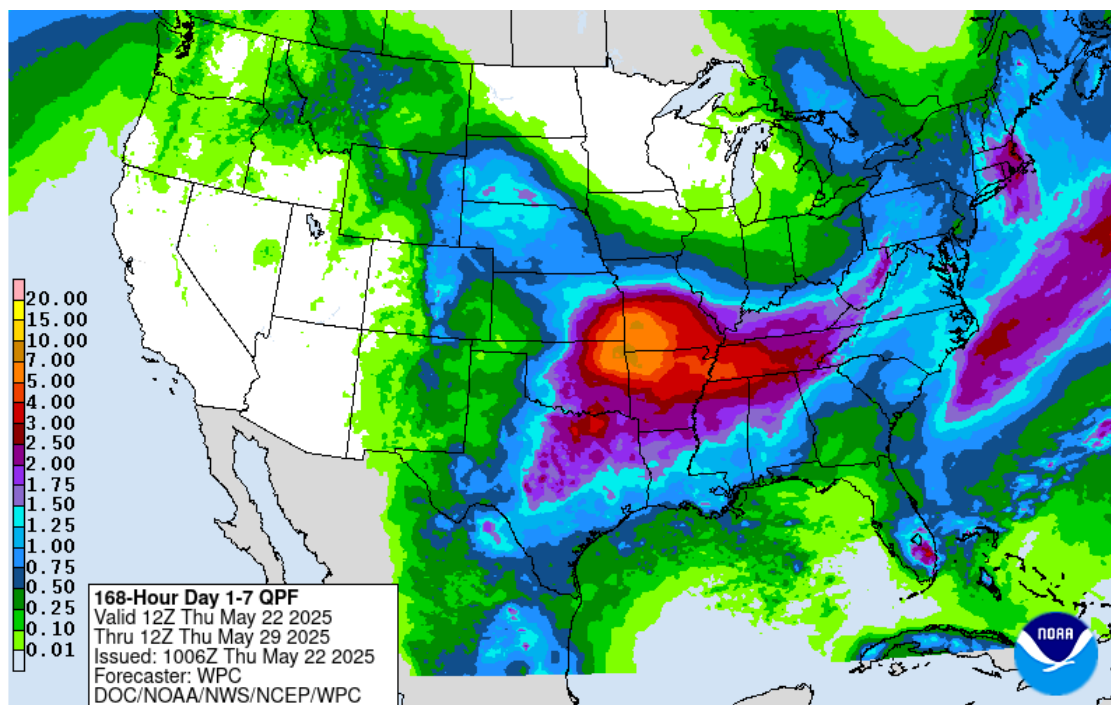 20.00
15.00
10.00
7.00
5.00
4.00
3.00
2.50
2.00
1.75
1.50
1.25
1.00
0.75
0.50
0.25
0.10
0.01
168-Hour Day 1-7 QPF
Valid 12Z Thu May 22 2025
Thru 12Z Thu May 29 2025
Issued: 1006Z Thu May 22 2025
Forecaster: WPC
DOC/NOAA/NWS/NCEP/WPC
NOAA